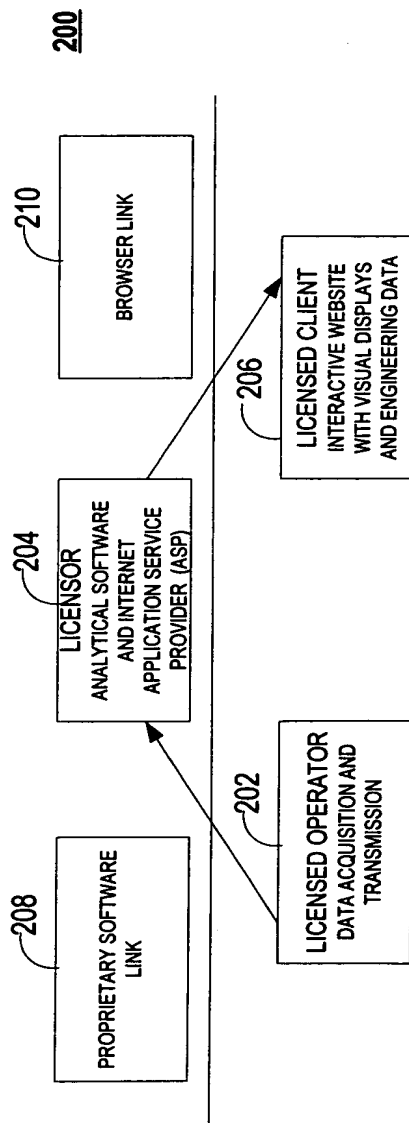 200
208
PROPRIETARY SOFTWARE
LINK
204
LICENSOR
ANALYTICAL SOFTWARE
AND INTERNET
APPLICATION SERVICE
PROVIDER (ASP)
210
BROWSER LINK
202
LICENSED OPERATOR
DATA ACQUISITION AND
TRANSMISSION
206
LICENSED CLIENT
INTERACTIVE WEBSITE
WITH VISUAL DISPLAYS
AND ENGINEERING DATA